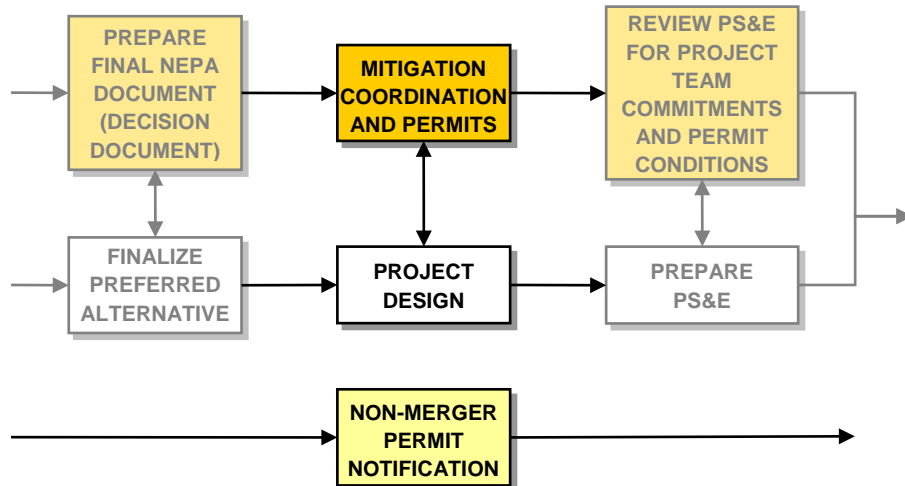 PREPARE
FINAL NEPA
DOCUMENT
(DECISION
DOCUMENT)
MITIGATION
COORDINATION
AND PERMITS
REVIEW PS&E
FOR PROJECT
TEAM
COMMITMENTS
AND PERMIT
CONDITIONS
FINALIZE
PREFERRED
ALTERNATIVE
PROJECT
DESIGN
PREPARE
PS&E
NON-MERGER
PERMIT
NOTIFICATION